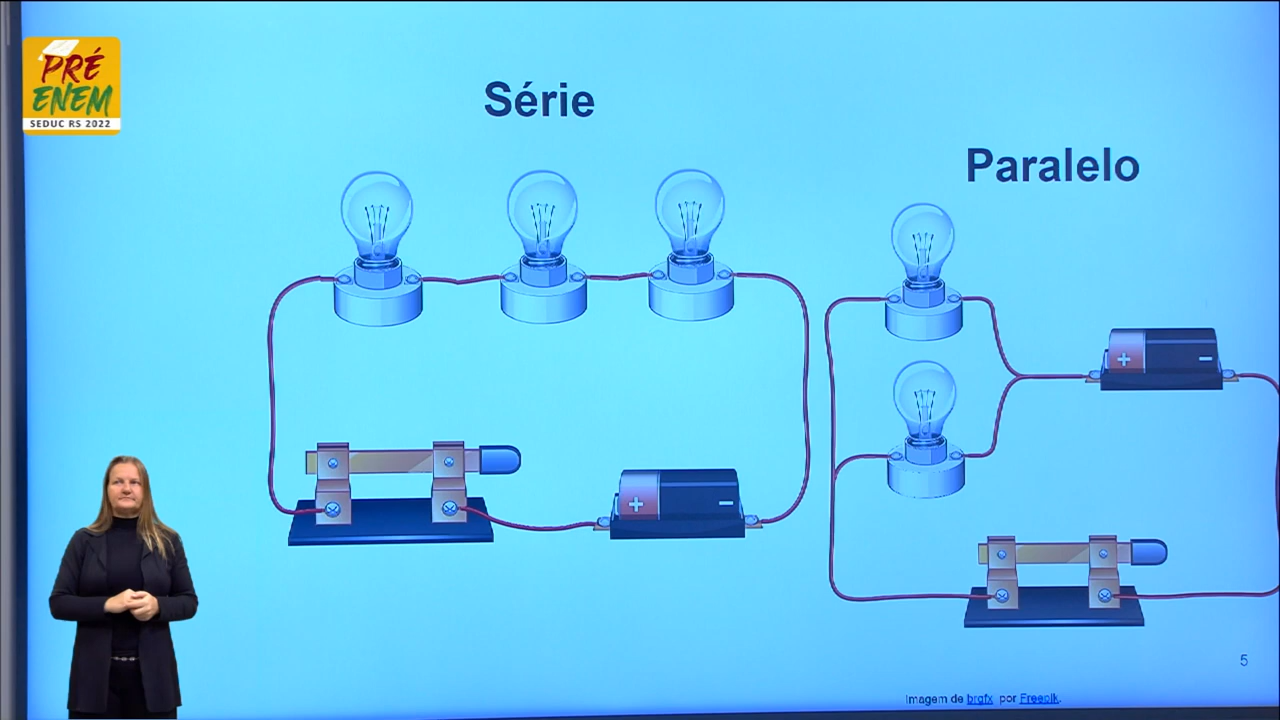 PRÉ
ENEM
SEDUC RS 2022
Série
Paralelo
+
-
+
-
5
Imagem de brgfx por Freepik.